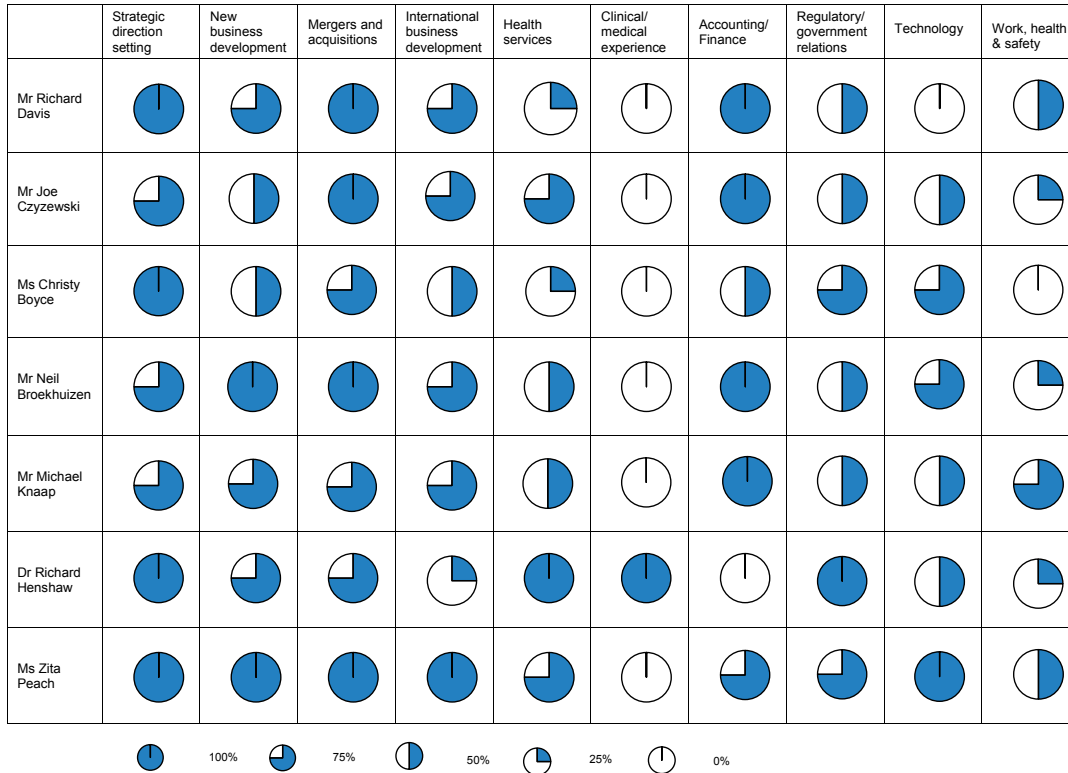 Strategic
direction
setting
New
business
development
Mergers and
acquisitions
International
business
development
Health
services
Clinical/
medical
experience
Accounting/
Finance
Regulatory/
government
relations
Technology
Work, health
& safety
Mr Richard
Davis
Mr Joe
Czyzewski
Ms Christy
Boyce
Mr Neil
Broekhuizen
Mr Michael
Knaap
Dr Richard
Henshaw
Ms Zita
Peach
100% 75% 50% 25% 0%